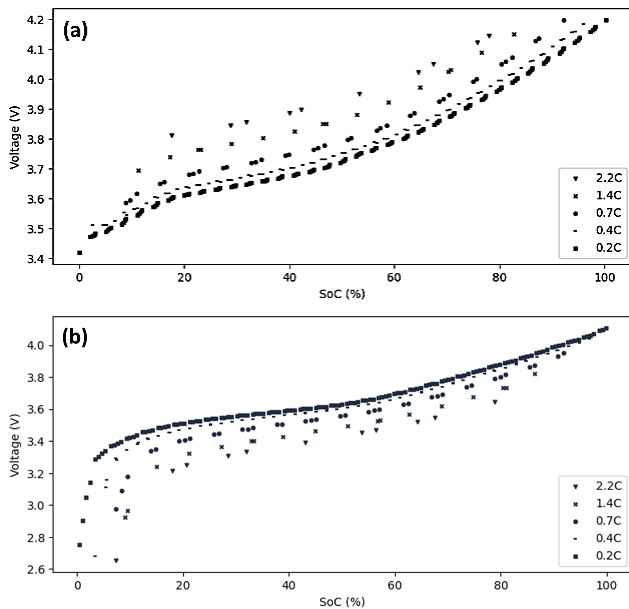 (a)
4.2
4.1
4.0
3.9
3.8
3.7
3.6
3.5
3.4
Voltage (V)
2.2C
1.4C
0.7C
0.4C
0.2C
0 20 40 60 80 100
SoC (%)
(b)
4.0
3.8
3.6
3.4
3.2
3.0
2.8
2.6
Voltage (V)
2.2C
1.4C
0.7C
0.4C
0.2C
0 20 40 60 80 100
SoC (%)